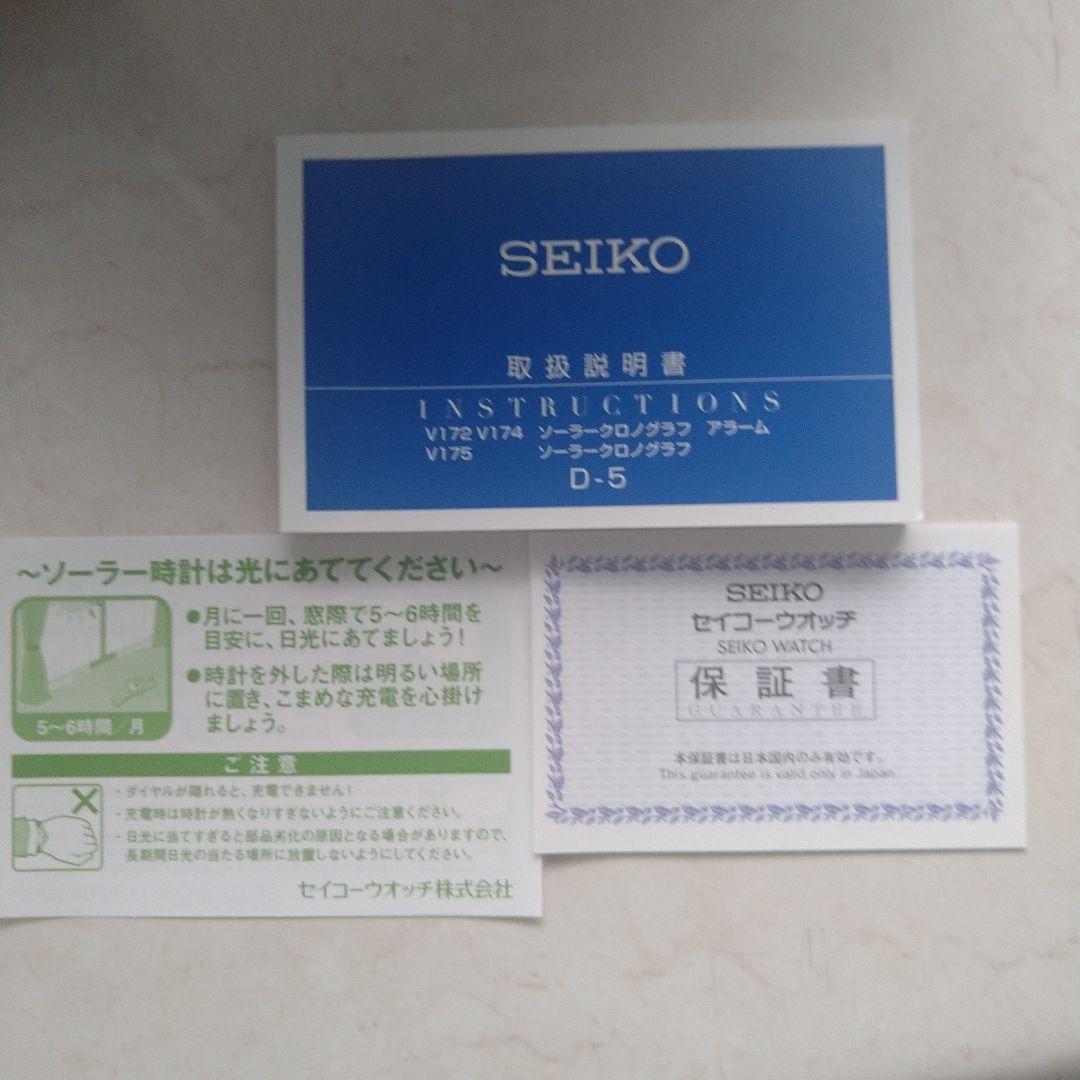 SEIKO
取扱説明書
INSTRUCTIONS
V172 V174 ソーラークロノグラフ アラーム
V175 ソーラークロノグラフ
D-5
〜ソーラー時計は光にあててください〜
●月に一回、窓際で5〜6時間を
目安に、日光にあてましょう!
●時計を外した際は明るい場所
に置き、こまめな充電を心掛け
ましょう。
5〜6時間/月
ご注意
・ダイヤルが隠れると、充電できません!
・充電時は時計が熱くなりすぎないようにご注意ください。
・日光に当てすぎると部品劣化の原因となる場合がありますので、
長期間日光の当たる場所に放置しないようにしてください。
セイコーウオッチ株式会社
SEIKO
セイコーウオッチ
SEIKO WATCH
保証書
GUARANTEE
本保証書は日本国内のみ有効です。
This guarantee is valid only in Japan.